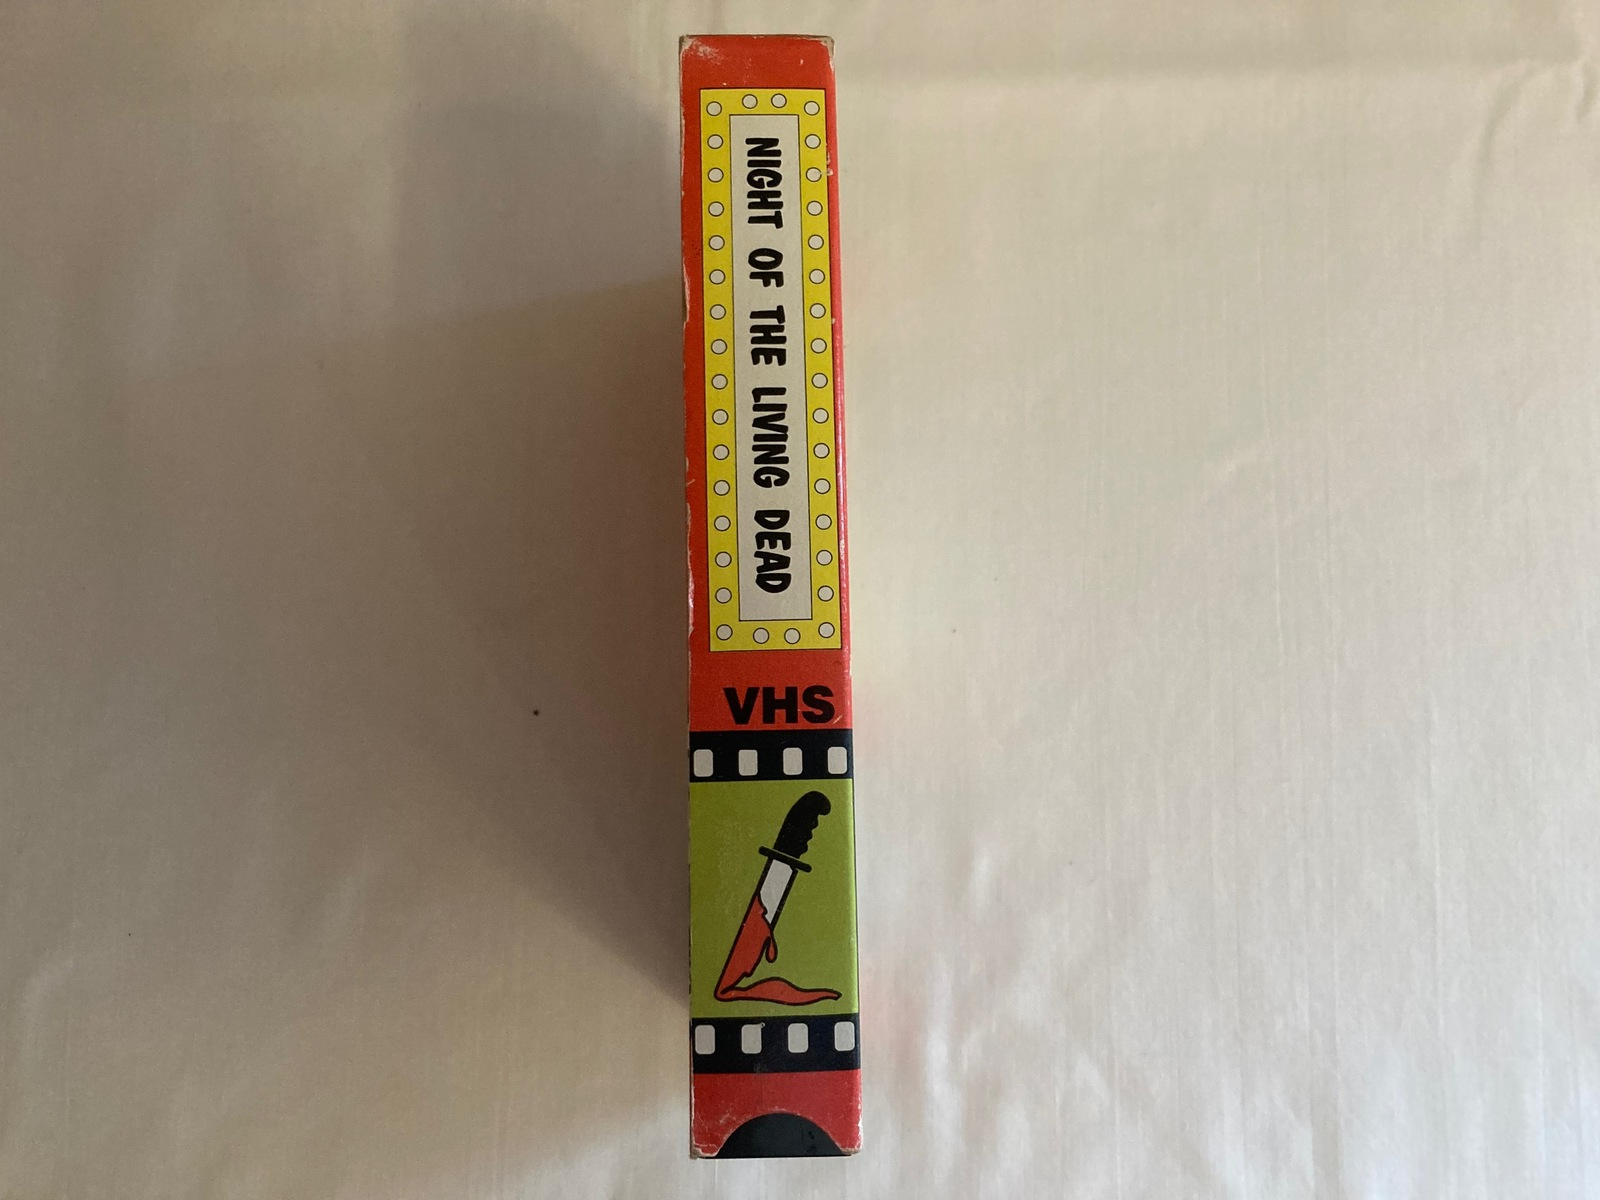 NIGHT OF THE LIVING DEAD
VHS